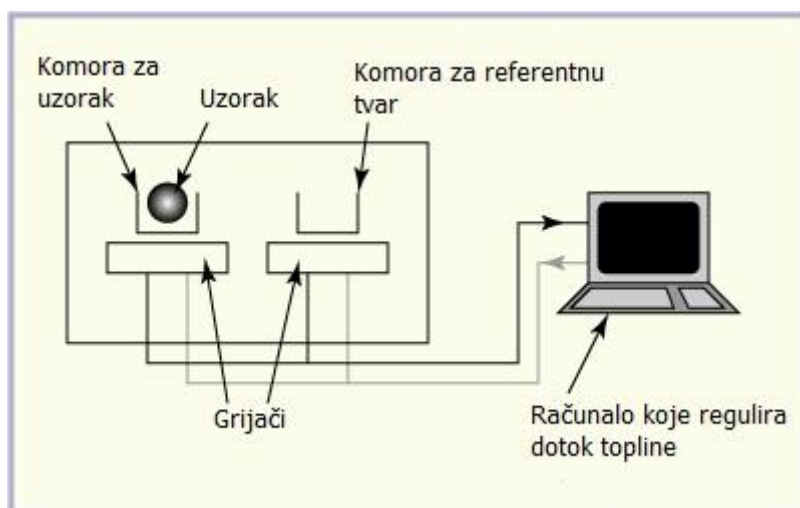 Komora za
uzorak
Uzorak
Komora za referentnu
tvar
Grijači
Računalo koje regulira
dotok topline